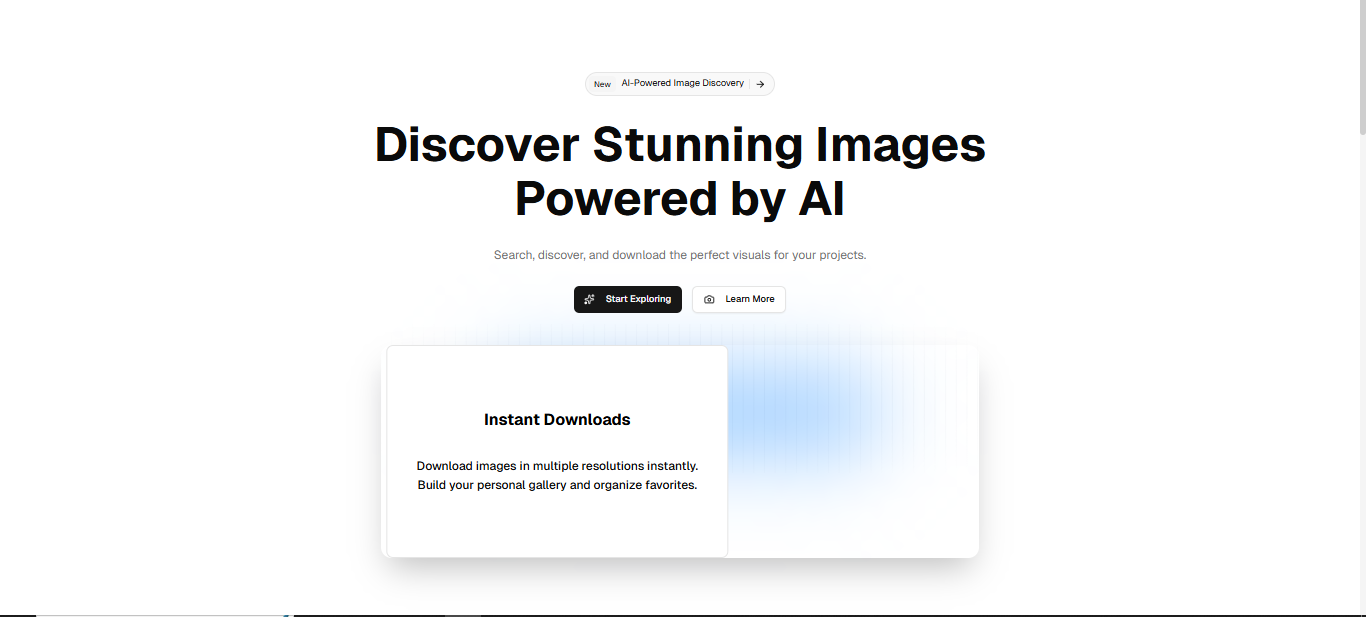 New AI-Powered Image Discovery
Discover Stunning Images
Powered by AI
Search, discover, and download the perfect visuals for your projects.
Start Exploring
Learn More
Instant Downloads
Download images in multiple resolutions instantly.
Build your personal gallery and organize favorites.